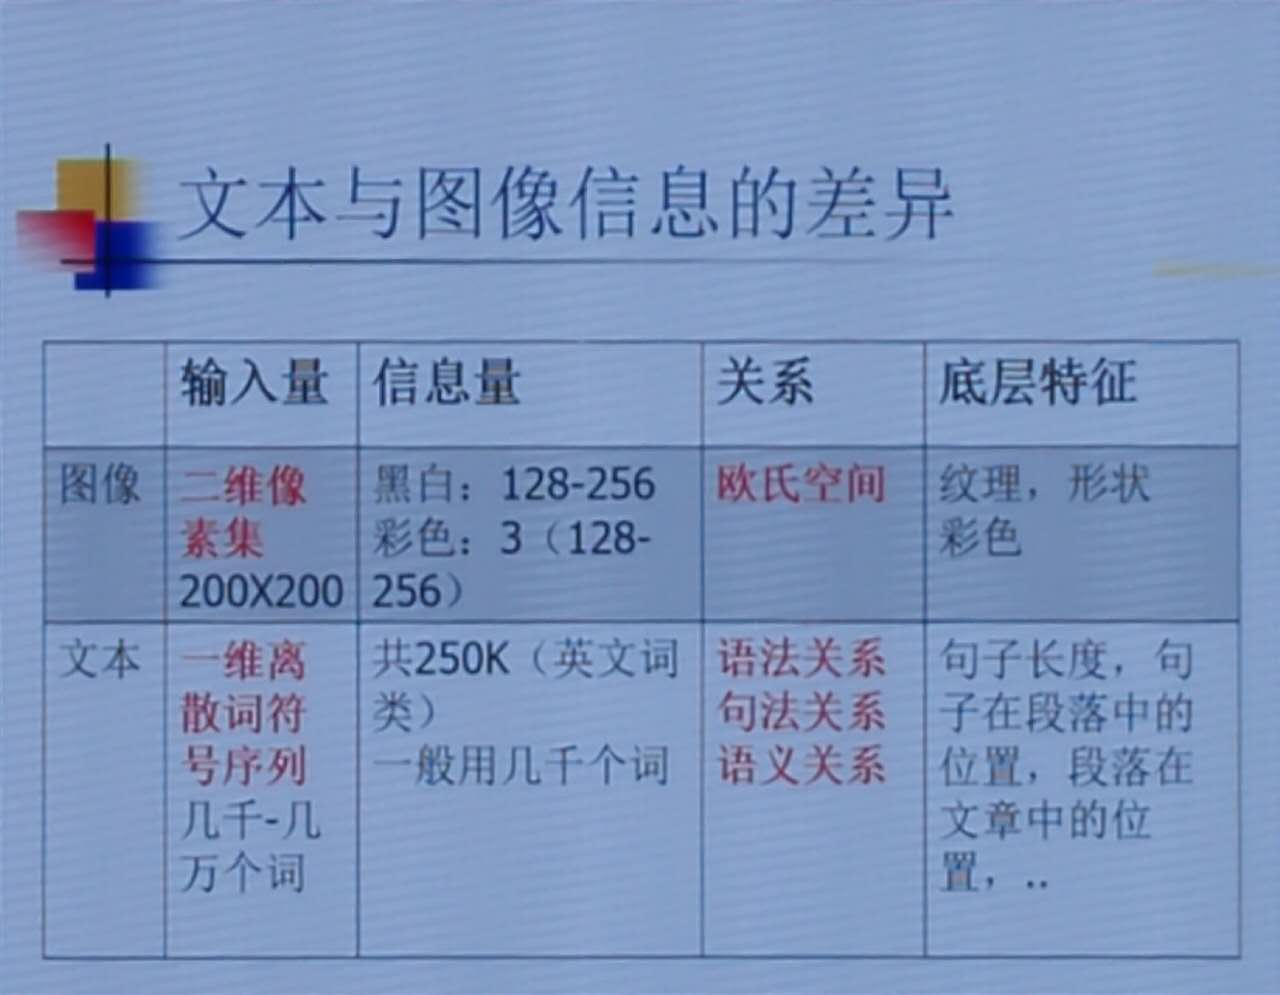 文本与图像信息的差异
输入量
信息量
关系
底层特征
图像
二维像
素集
200X200
黑白：128-256
彩色：3（128-
256）
欧氏空间
纹理，形状
彩色
文本
一维离
散词符
号序列
几千-几
万个词
共250K（英文词
类）
一般用几千个词
语法关系
句法关系
语义关系
句子长度，句
子在段落中的
位置，段落在
文章中的位
置，..